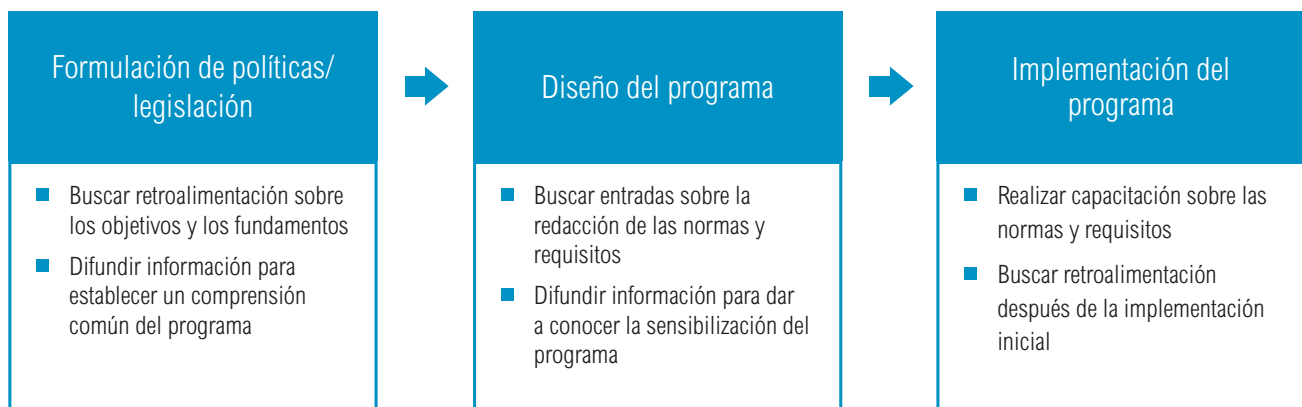 Formulación de políticas/
legislación
■ Buscar retroalimentación sobre
los objetivos y los fundamentos
■ Difundir información para
establecer un comprensión
común del programa
Diseño del programa
■ Buscar entradas sobre la
redacción de las normas y
requisitos
■ Difundir información para dar
a conocer la sensibilización del
programa
Implementación del
programa
■ Realizar capacitación sobre las
normas y requisitos
■ Buscar retroalimentación
después de la implementación
inicial